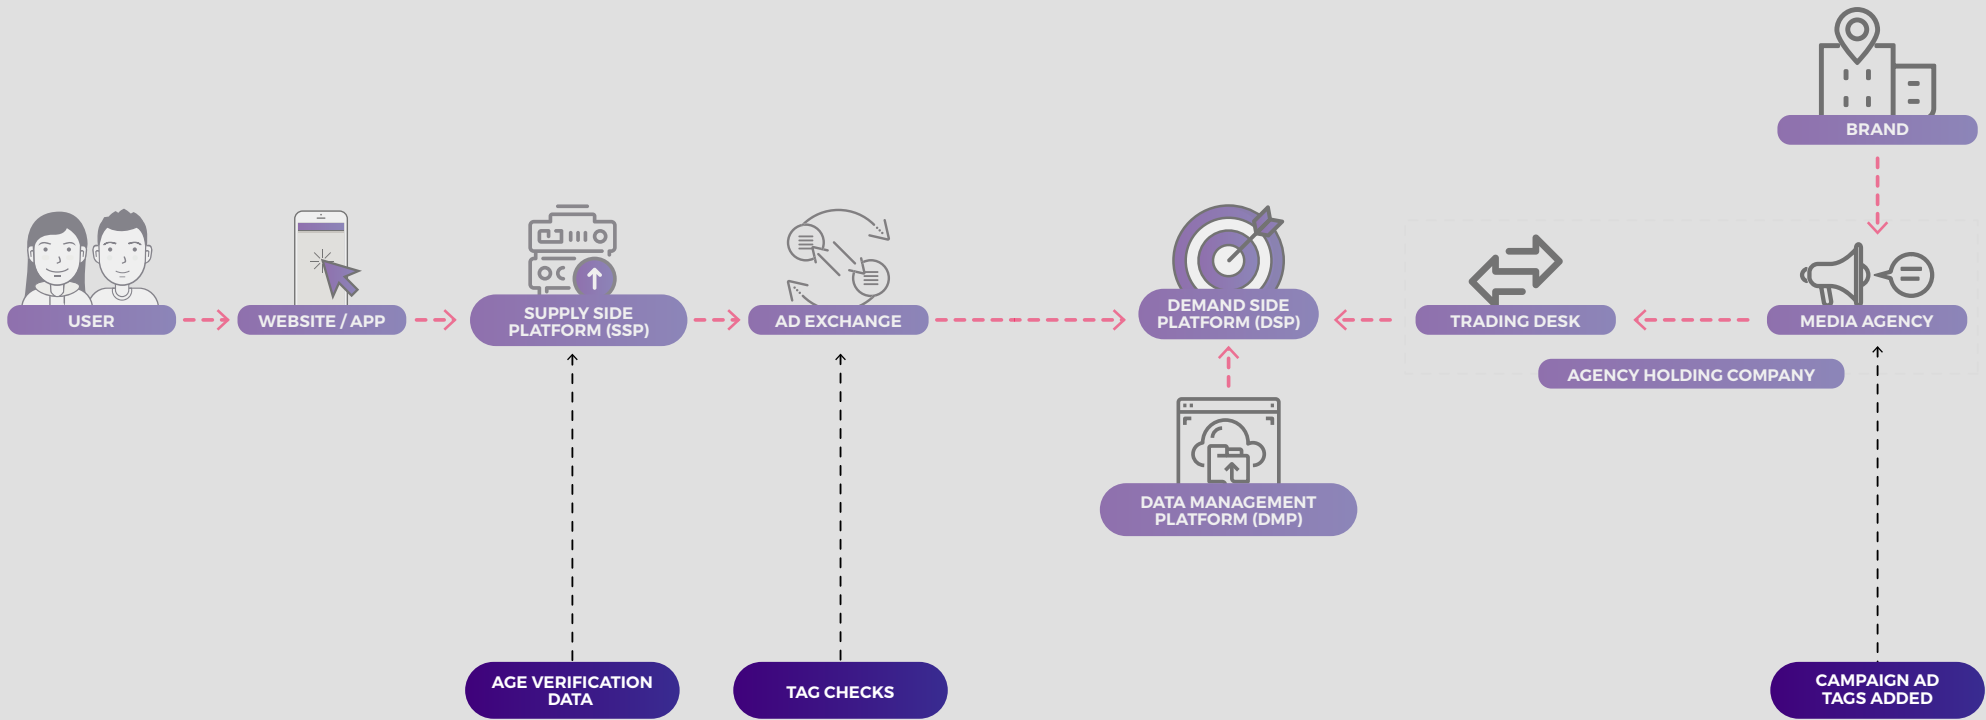 BRAND
USER
WEBSITE / APP
SUPPLY SIDE
PLATFORM (SSP)
AD EXCHANGE
DEMAND SIDE
PLATFORM (DSP)
TRADING DESK
MEDIA AGENCY
AGENCY HOLDING COMPANY
DATA MANAGEMENT
PLATFORM (DMP)
AGE VERIFICATION
DATA
TAG CHECKS
CAMPAIGN AD
TAGS ADDED